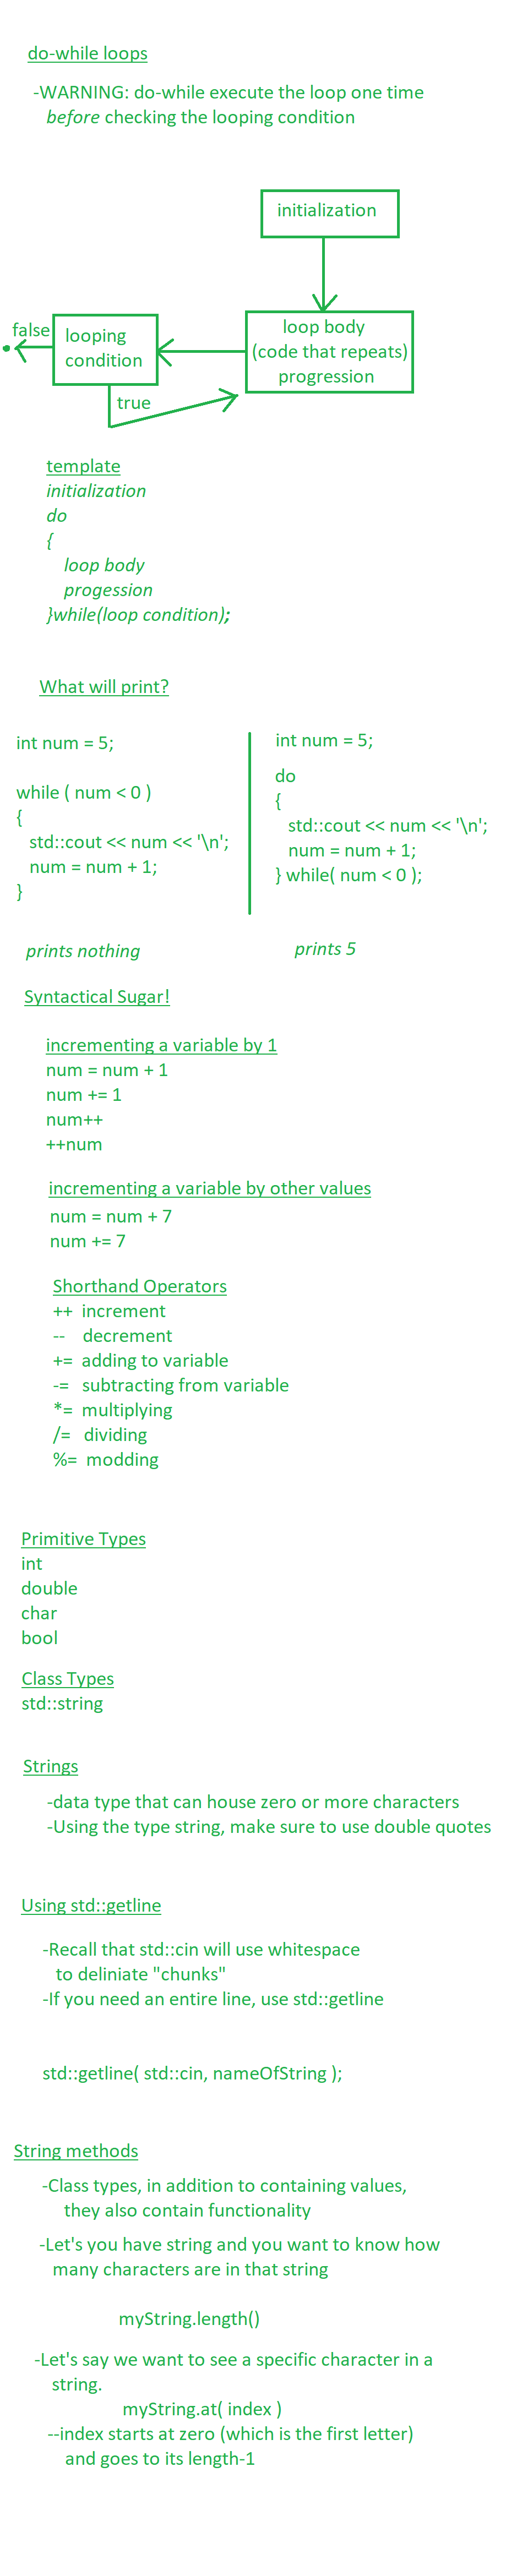 do-while loops
-WARNING: do-while execute the loop one time
before checking the looping condition
initialization
loop body
(code that repeats)
progression
looping
condition
false
true
template
initialization
do
{
loop body
progession
}while(loop condition);
What will print?
int num = 5;
while ( num < 0 )
{
std::cout << num << '\n';
num = num + 1;
}
prints nothing
int num = 5;
do
{
std::cout << num << '\n';
num = num + 1;
} while( num < 0 );
prints 5
Syntactical Sugar!
incrementing a variable by 1
num = num + 1
num += 1
num++
++num
incrementing a variable by other values
num = num + 7
num += 7
Shorthand Operators
++ increment
-- decrement
+= adding to variable
-= subtracting from variable
*= multiplying
/= dividing
%= modding
Primitive Types
int
double
char
bool
Class Types
std::string
Strings
-data type that can house zero or more characters
-Using the type string, make sure to use double quotes
Using std::getline
-Recall that std::cin will use whitespace
to deliniate "chunks"
-If you need an entire line, use std::getline
std::getline( std::cin, nameOfString );
String methods
-Class types, in addition to containing values,
they also contain functionality
-Let's you have string and you want to know how
many characters are in that string
myString.length()
-Let's say we want to see a specific character in a
string.
myString.at( index )
--index starts at zero (which is the first letter)
and goes to its length-1